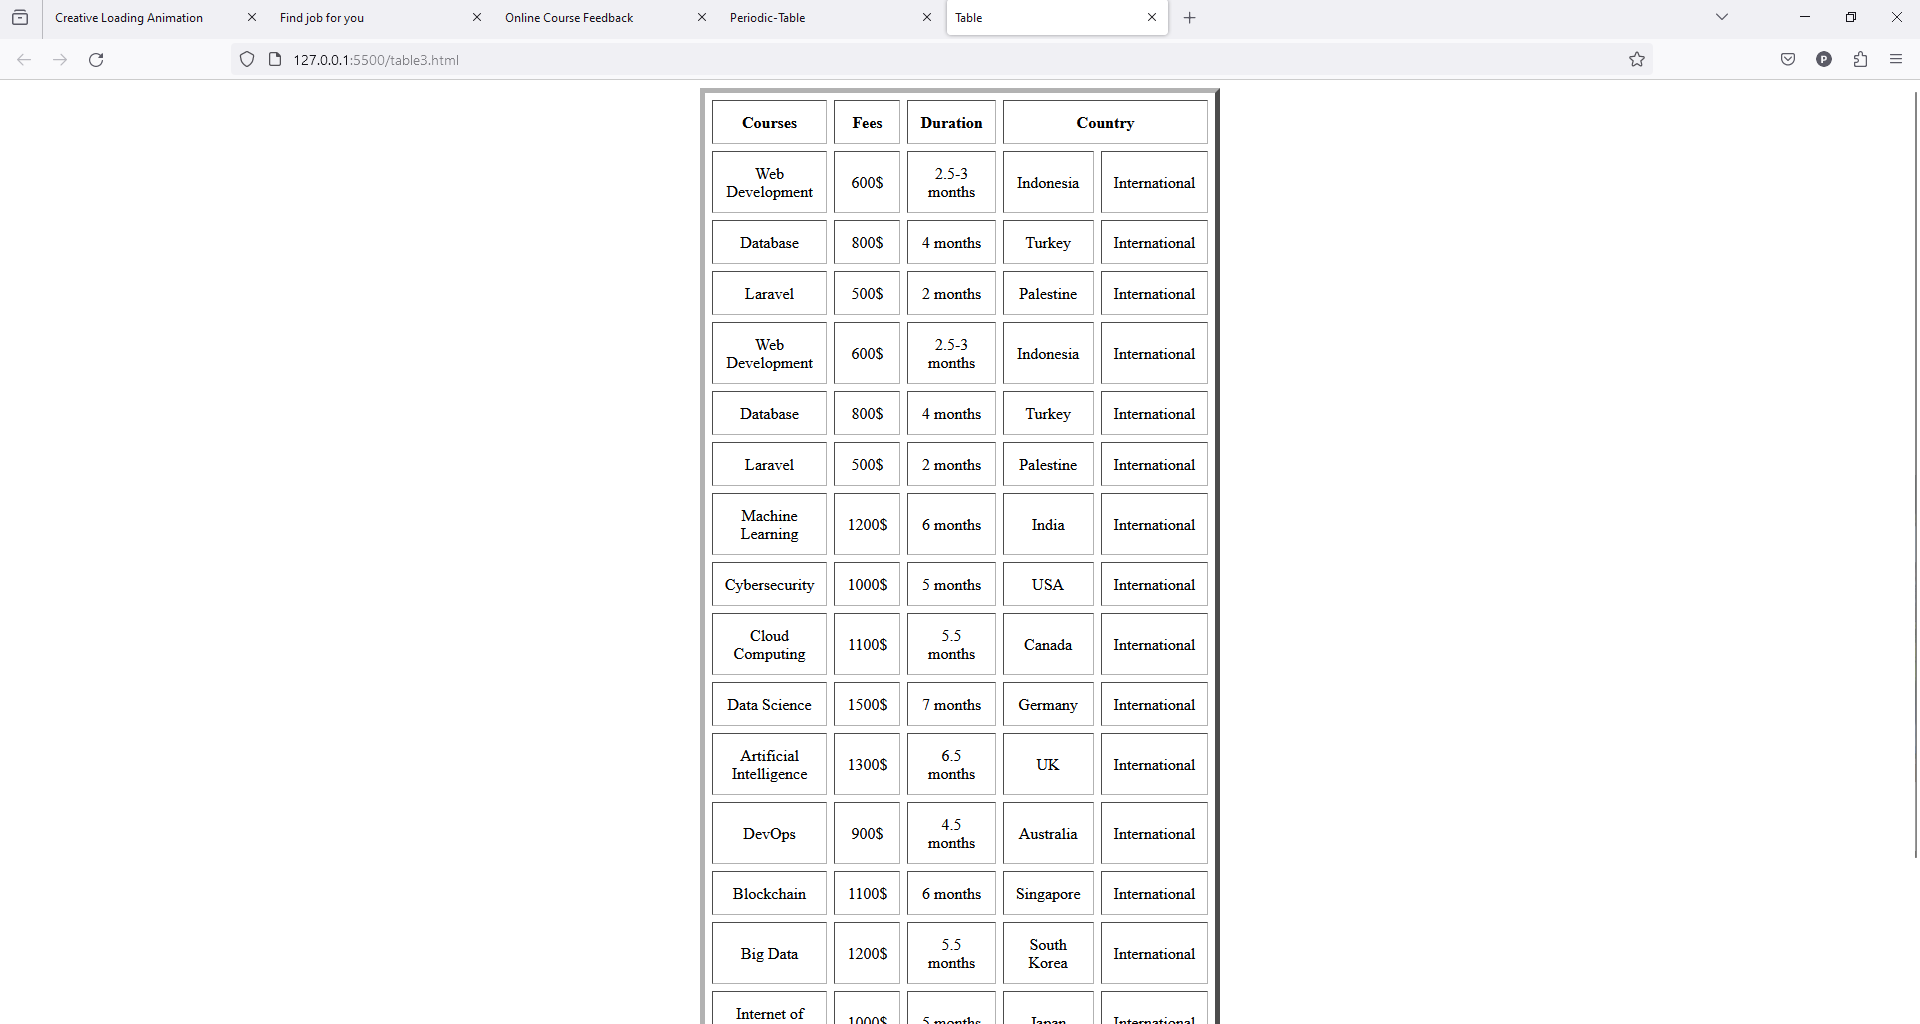 Creative Loading Animation
Find job for you
Online Course Feedback
Periodic-Table
Table
127.0.0.1:5500/table3.html
P
Courses Fees Duration Country
Web Development 600$ 2.5-3 months Indonesia International
Database 800$ 4 months Turkey International
Laravel 500$ 2 months Palestine International
Web Development 600$ 2.5-3 months Indonesia International
Database 800$ 4 months Turkey International
Laravel 500$ 2 months Palestine International
Machine Learning 1200$ 6 months India International
Cybersecurity 1000$ 5 months USA International
Cloud Computing 1100$ 5.5 months Canada International
Data Science 1500$ 7 months Germany International
Artificial Intelligence 1300$ 6.5 months UK International
DevOps 900$ 4.5 months Australia International
Blockchain 1100$ 6 months Singapore International
Big Data 1200$ 5.5 months South Korea International
Internet of 1000$ 5 months Japan International